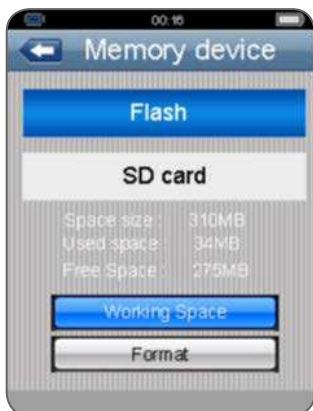 00:16
Memory device
Flash
SD card
Space size : 310MB
Used space : 34MB
Free Space : 275MB
Working Space
Format